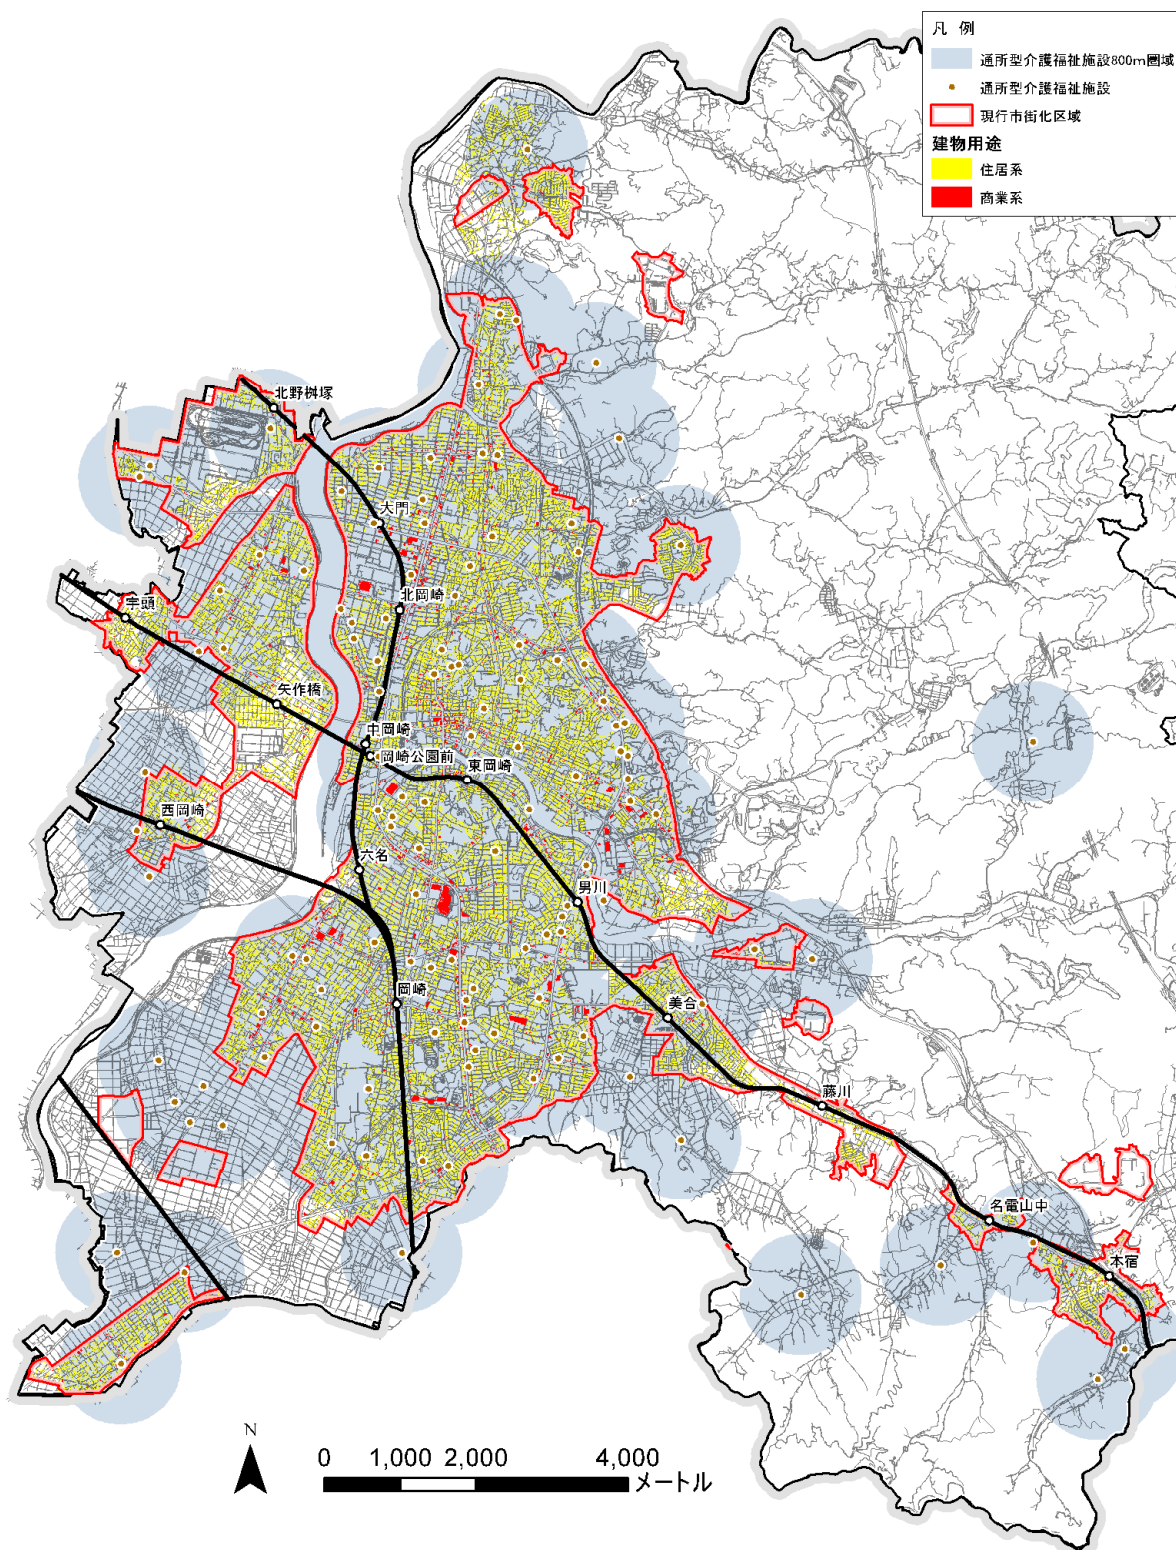 凡 例
通所型介護福祉施設800m圏域
通所型介護福祉施設
現行市街化区域
建物用途
住居系
商業系
北野桝塚
大門
北岡崎
宇頭
矢作橋
中岡崎
岡崎公園前
東岡崎
西岡崎
六名
男川
岡崎
美合
藤川
名電山中
本宿
N
0 1,000 2,000 4,000
メートル